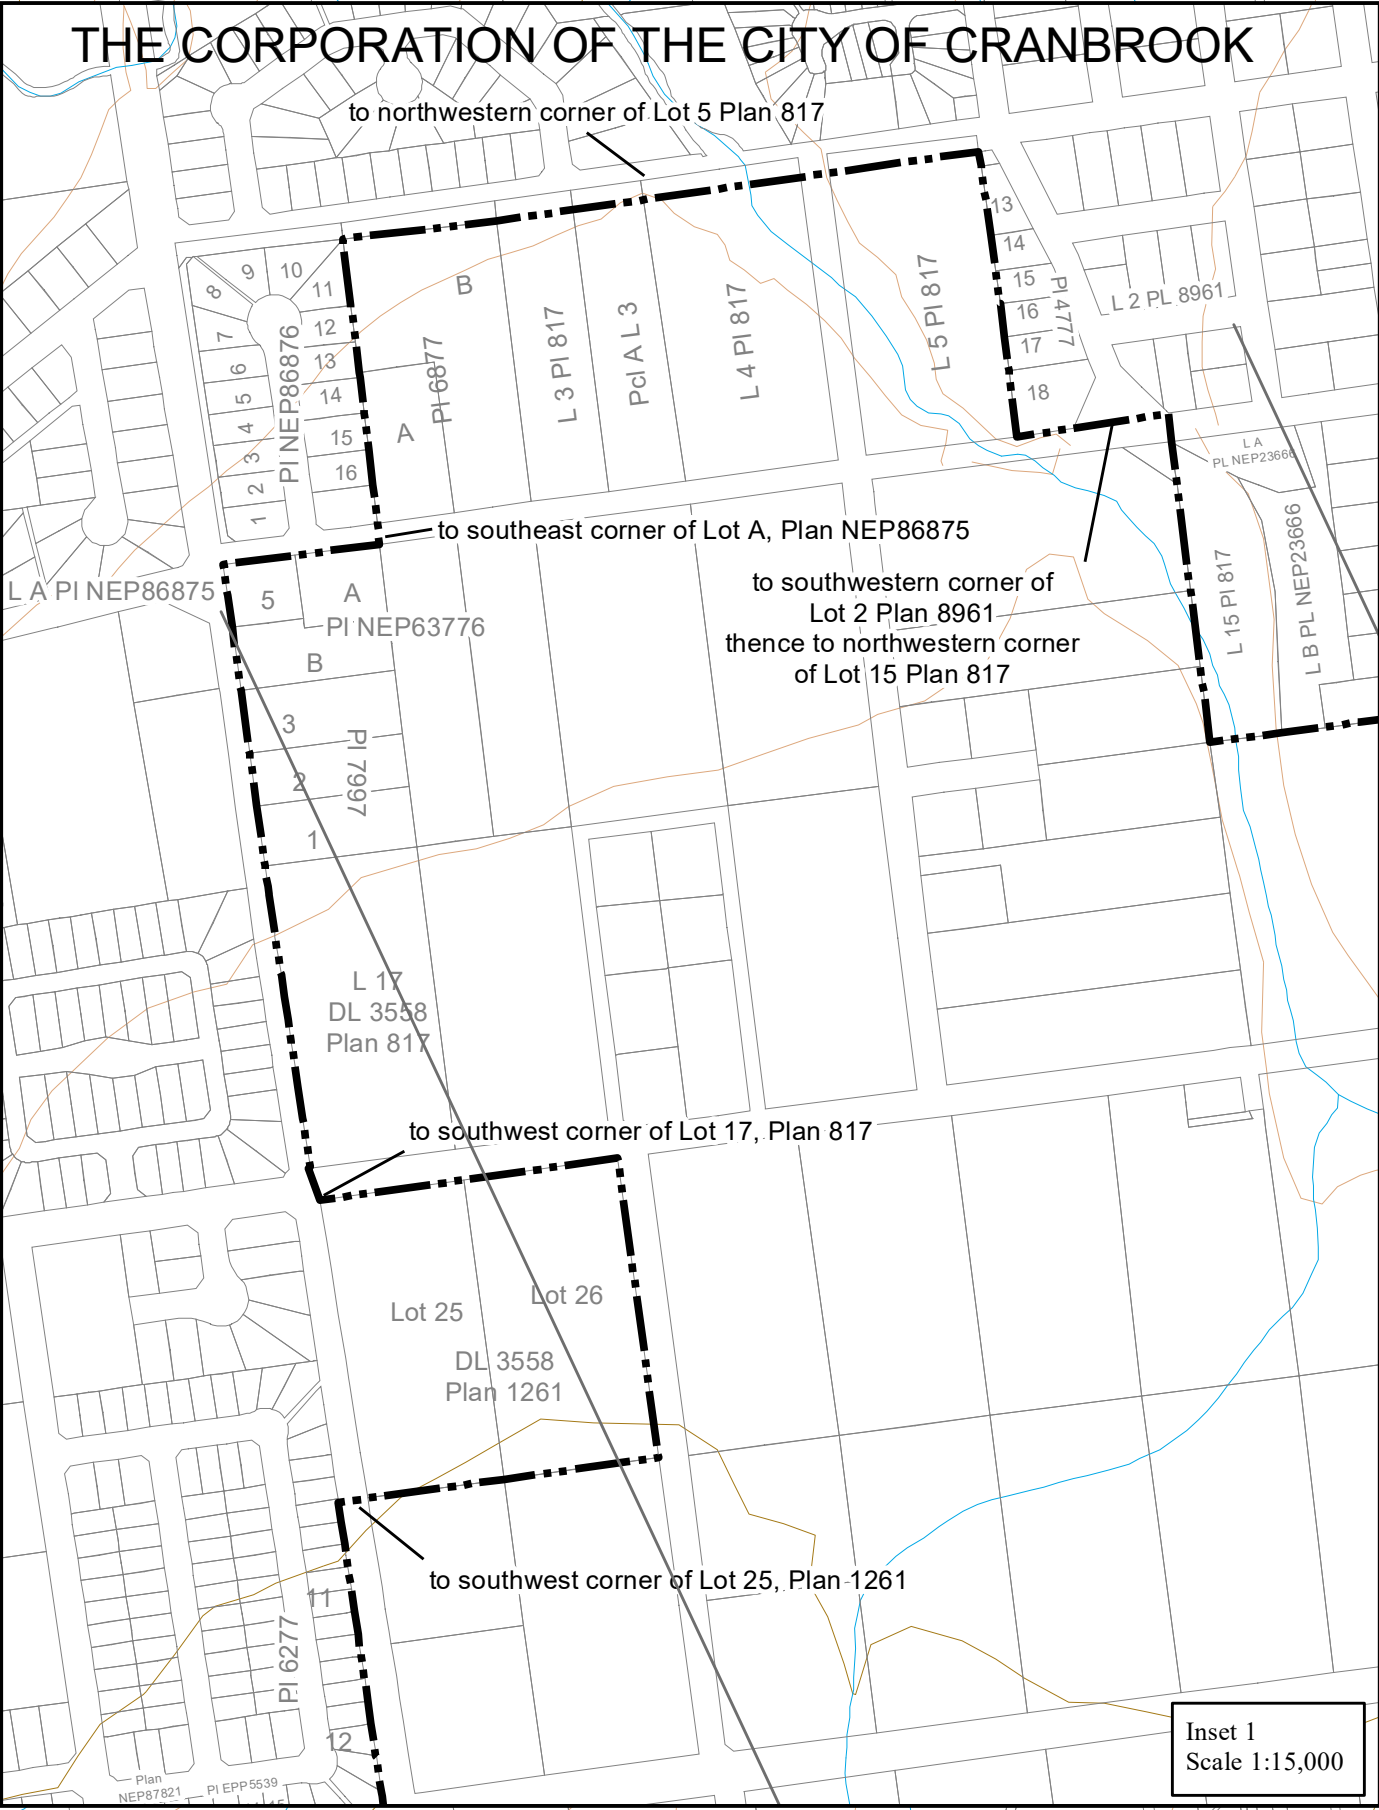 THE CORPORATION OF THE CITY OF CRANBROOK
to northwestern corner of Lot 5 Plan 817
13
14
15
16
17
18
Pl 4777
L 2 PL 8961
8
9
10
11
12
13
14
15
16
7
6
5
4
3
2
1
Pl NEP86876
B
A
Pl 6877
L 3 Pl 817
Pcl A L 3
L 4 Pl 817
L 5 Pl 817
L A
PL NEP23666
L 15 Pl 817
L B PL NEP23666
to southeast corner of Lot A, Plan NEP86875
to southwestern corner of
Lot 2 Plan 8961
thence to northwestern corner
of Lot 15 Plan 817
L A Pl NEP86875
5
A
Pl NEP63776
B
3
2
1
Pl 7997
L 17
DL 3558
Plan 817
to southwest corner of Lot 17, Plan 817
Lot 25
Lot 26
DL 3558
Plan 1261
to southwest corner of Lot 25, Plan 1261
11
Pl 6277
12
Plan
NEP87821
Pl EPP5539
Inset 1
Scale 1:15,000